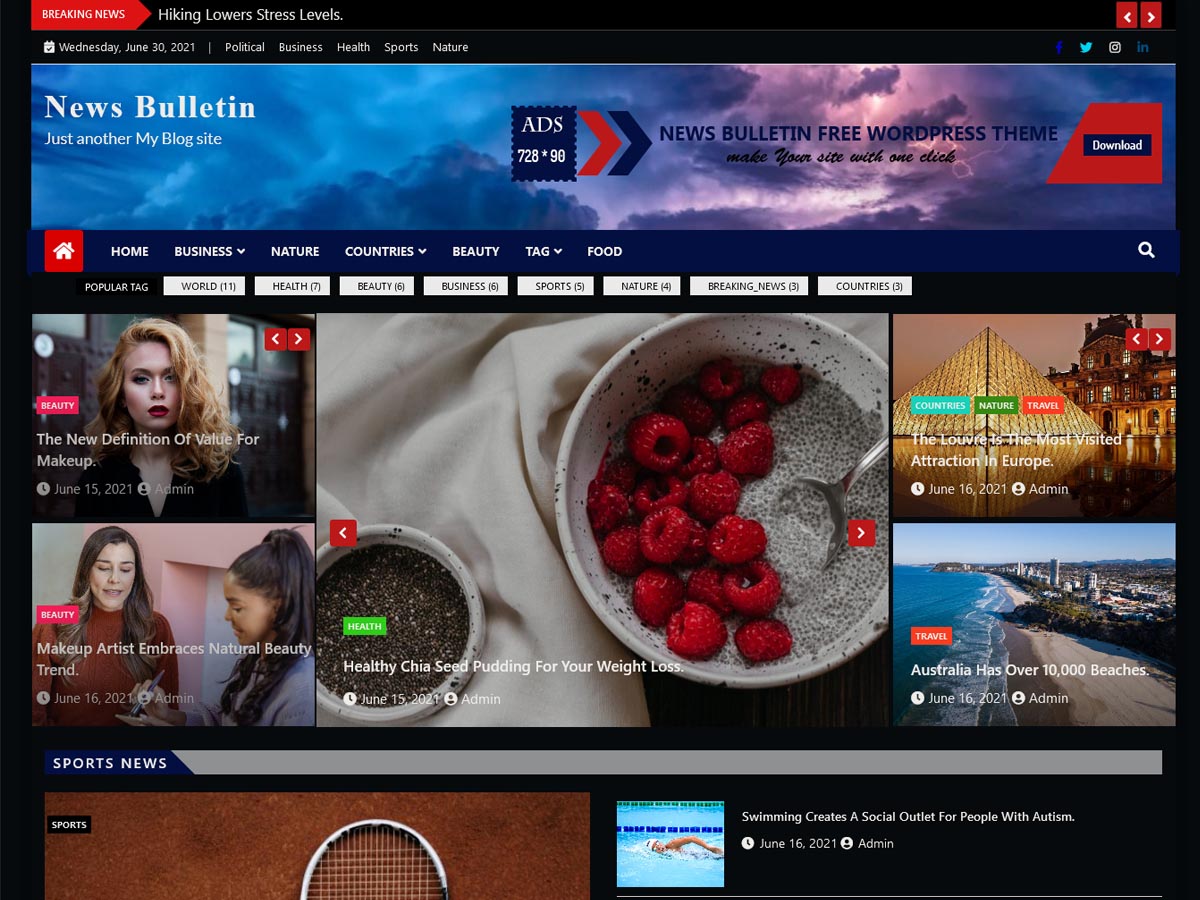 BREAKING NEWS Hiking Lowers Stress Levels.
Wednesday, June 30, 2021 | Political Business Health Sports Nature
News Bulletin
Just another My Blog site
ADS
728 * 90
NEWS BULLETIN FREE WORDPRESS THEME
make Your site with one click
Download
HOME BUSINESS NATURE COUNTRIES BEAUTY TAG FOOD
POPULAR TAG WORLD (11) HEALTH (7) BEAUTY (6) BUSINESS (6) SPORTS (5) NATURE (4) BREAKING_NEWS (3) COUNTRIES (3)
BEAUTY
The New Definition Of Value For
Makeup.
June 15, 2021 Admin
BEAUTY
Makeup Artist Embraces Natural Beauty
Trend.
June 16, 2021 Admin
HEALTH
Healthy Chia Seed Pudding For Your Weight Loss.
June 15, 2021 Admin
COUNTRIES NATURE TRAVEL
The Louvre Is The Most Visited
Attraction In Europe.
June 16, 2021 Admin
TRAVEL
Australia Has Over 10,000 Beaches.
June 16, 2021 Admin
SPORTS NEWS
SPORTS
Swimming Creates A Social Outlet For People With Autism.
June 16, 2021 Admin